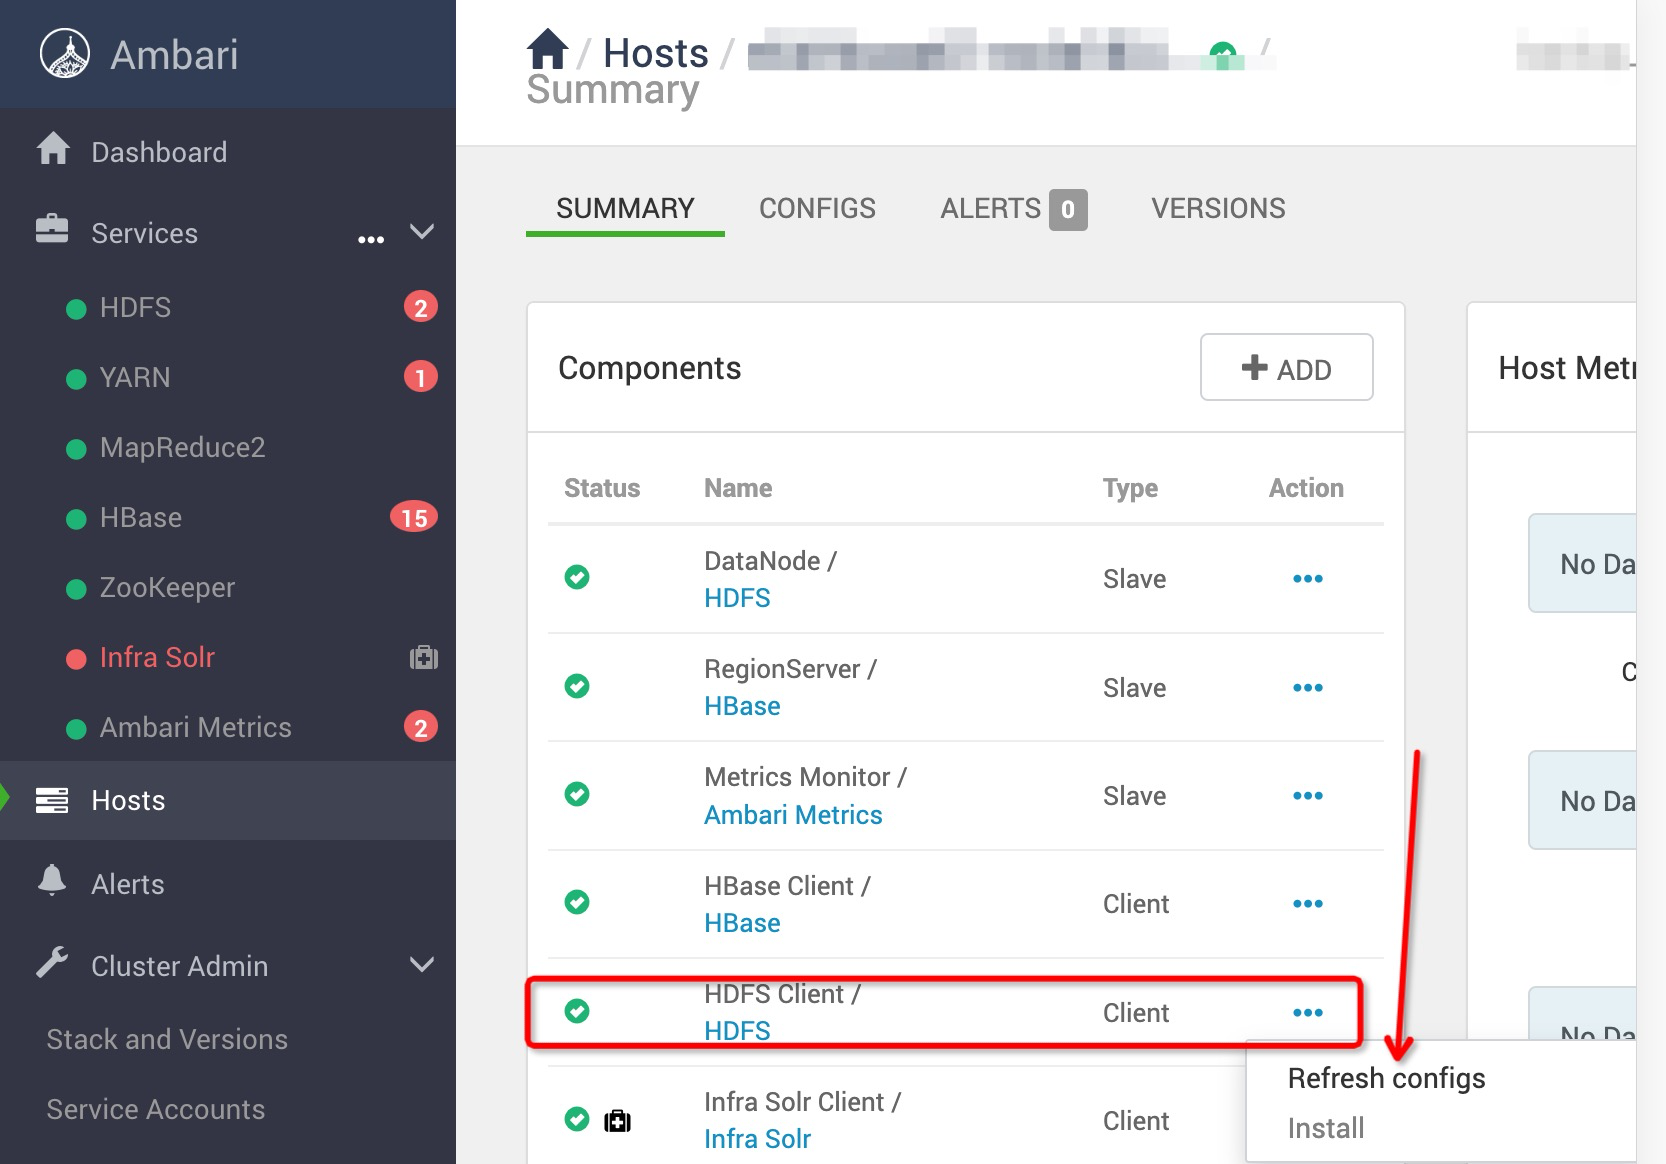 Ambari
Dashboard
Services ...
HDFS 2
YARN 1
MapReduce2
HBase 15
ZooKeeper
Infra Solr
Ambari Metrics 2
Hosts
Alerts
Cluster Admin
Stack and Versions
Service Accounts
/ Hosts / /
Summary
SUMMARY CONFIGS ALERTS 0 VERSIONS
Components
+ ADD
Status Name Type Action
DataNode /
HDFS
Slave
RegionServer /
HBase
Slave
Metrics Monitor /
Ambari Metrics
Slave
HBase Client /
HBase
Client
HDFS Client /
HDFS
Client
Infra Solr Client /
Infra Solr
Client
Refresh configs
Install
Host Met
No Da
C
No Da
No Da